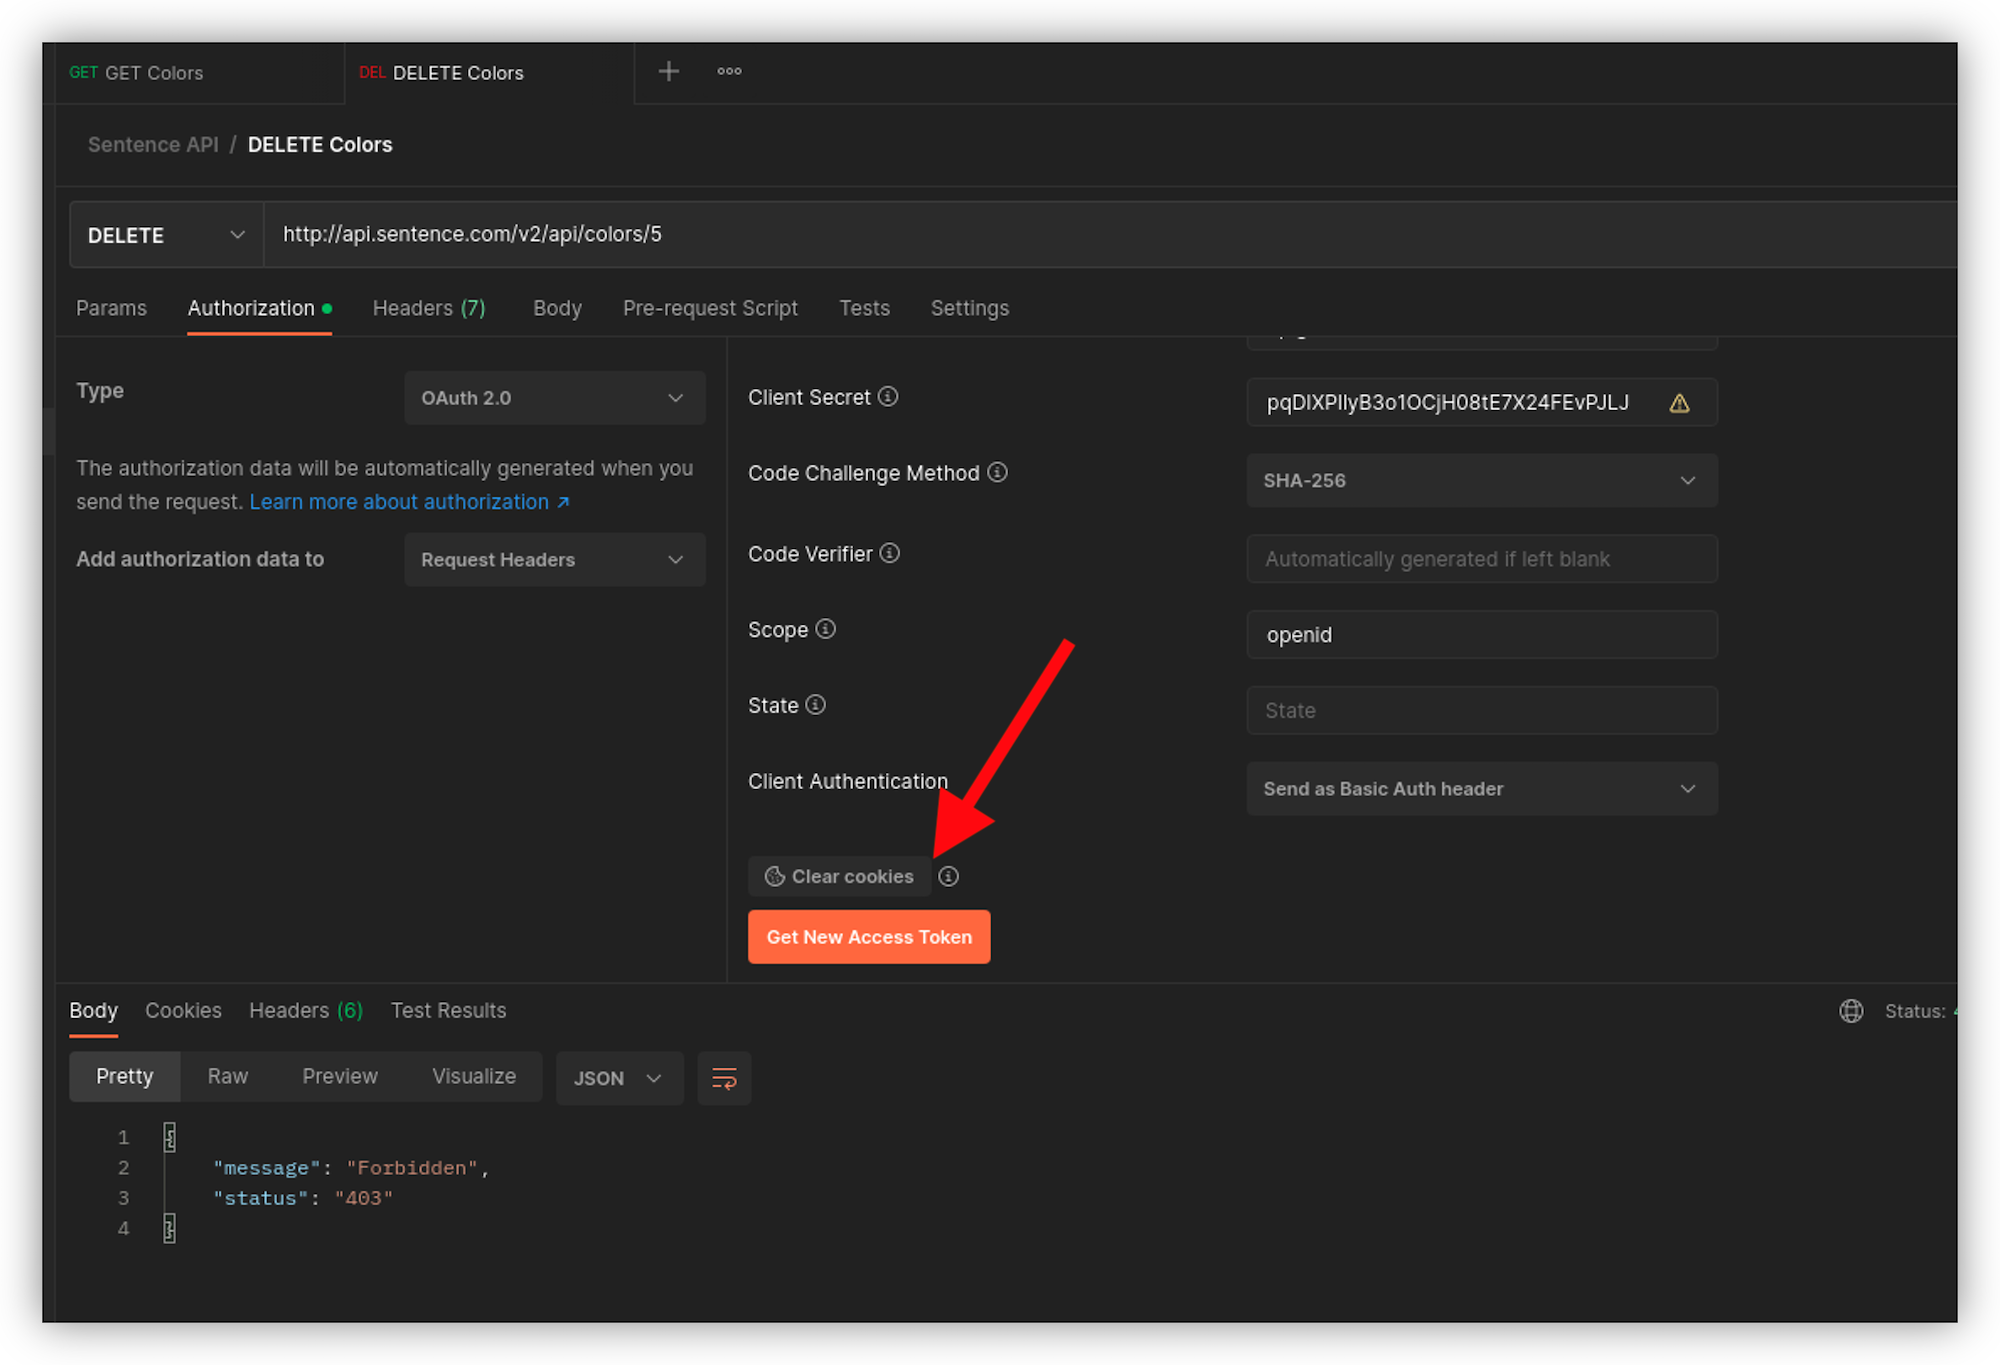 GET GET Colors DEL DELETE Colors
Sentence API / DELETE Colors
DELETE http://api.sentence.com/v2/api/colors/5
Params Authorization Headers (7) Body Pre-request Script Tests Settings
Type OAuth 2.0
The authorization data will be automatically generated when you
send the request. Learn more about authorization ↗
Add authorization data to Request Headers
Client Secret pqDIXPIIyB3o1OCjH08tE7X24FEvPJLJ
Code Challenge Method SHA-256
Code Verifier Automatically generated if left blank
Scope openid
State State
Client Authentication Send as Basic Auth header
Clear cookies
Get New Access Token
Body Cookies Headers (6) Test Results Status:
Pretty Raw Preview Visualize JSON
1 {
2 "message": "Forbidden",
3 "status": "403"
4 }